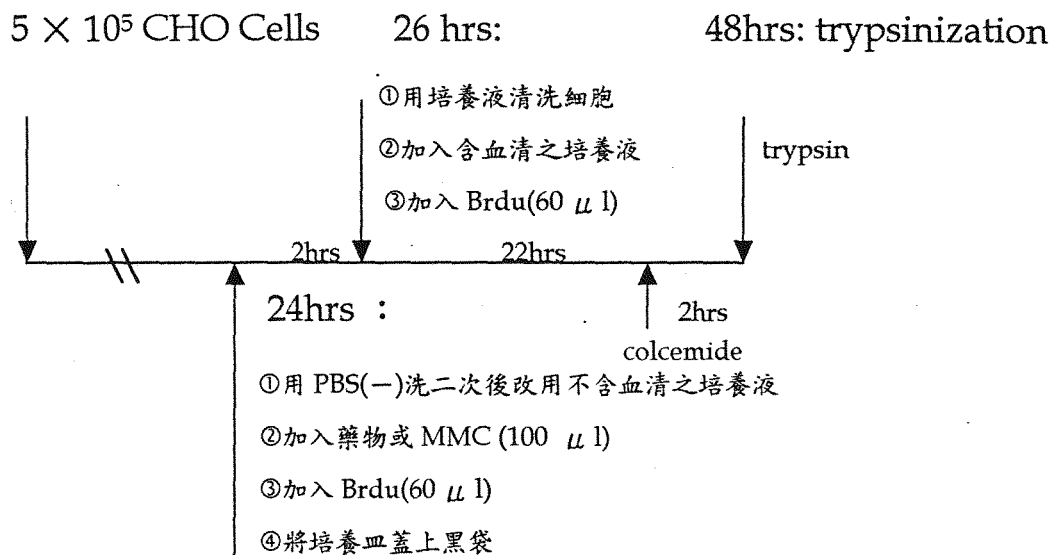 5 × 10⁵ CHO Cells 26 hrs: 48hrs: trypsinization
①用培養液清洗細胞
②加入含血清之培養液
③加入 Brdu(60 μl)
trypsin
2hrs 22hrs
24hrs :
2hrs
colcemide
①用 PBS(—)洗二次後改用不含血清之培養液
②加入藥物或 MMC (100 μl)
③加入 Brdu(60 μl)
④將培養皿蓋上黑袋